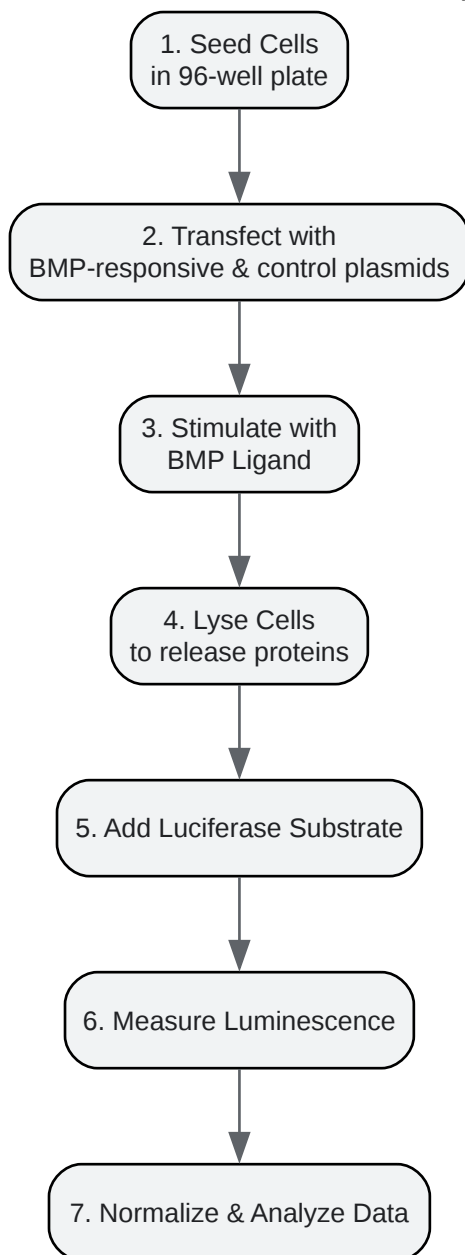 1. Seed Cells
in 96-well plate
2. Transfect with
BMP-responsive & control plasmids
3. Stimulate with
BMP Ligand
4. Lyse Cells
to release proteins
5. Add Luciferase Substrate
6. Measure Luminescence
7. Normalize & Analyze Data